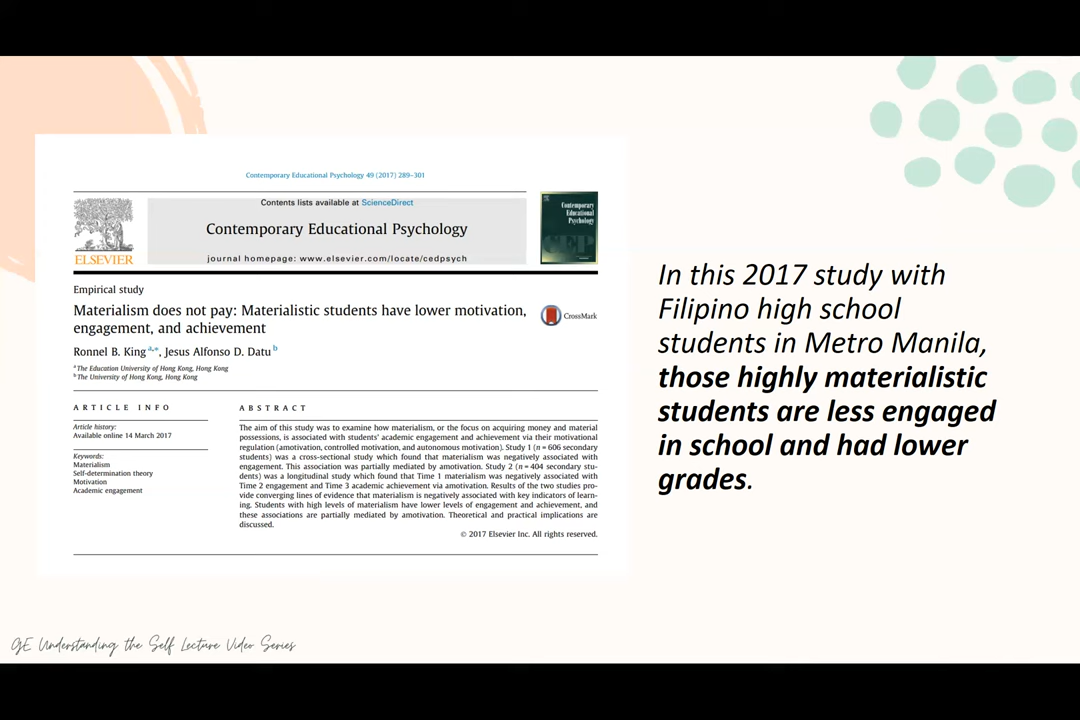 Contemporary Educational Psychology 49 (2017) 289–301
Contents lists available at ScienceDirect
Contemporary Educational Psychology
journal homepage: www.elsevier.com/locate/cedpsych
ELSEVIER
Contemporary
Educational
Psychology
Empirical study
Materialism does not pay: Materialistic students have lower motivation,
engagement, and achievement
CrossMark
Ronnel B. King a,*, Jesus Alfonso D. Datu b
a The Education University of Hong Kong, Hong Kong
b The University of Hong Kong, Hong Kong
ARTICLE INFO
Article history:
Available online 14 March 2017
Keywords:
Materialism
Self-determination theory
Motivation
Academic engagement
ABSTRACT
The aim of this study was to examine how materialism, or the focus on acquiring money and material
possessions, is associated with students' academic engagement and achievement via their motivational
regulation (amotivation, controlled motivation, and autonomous motivation). Study 1 (n = 606 secondary
students) was a cross-sectional study which found that materialism was negatively associated with
engagement. This association was partially mediated by amotivation. Study 2 (n = 404 secondary stu-
dents) was a longitudinal study which found that Time 1 materialism was negatively associated with
Time 2 engagement and Time 3 academic achievement via amotivation. Results of the two studies pro-
vide converging lines of evidence that materialism is negatively associated with key indicators of learn-
ing. Students with high levels of materialism have lower levels of engagement and achievement, and
these associations are partially mediated by amotivation. Theoretical and practical implications are
discussed.
© 2017 Elsevier Inc. All rights reserved.
In this 2017 study with
Filipino high school
students in Metro Manila,
those highly materialistic
students are less engaged
in school and had lower
grades.
GE Understanding the Self Lecture Video Series